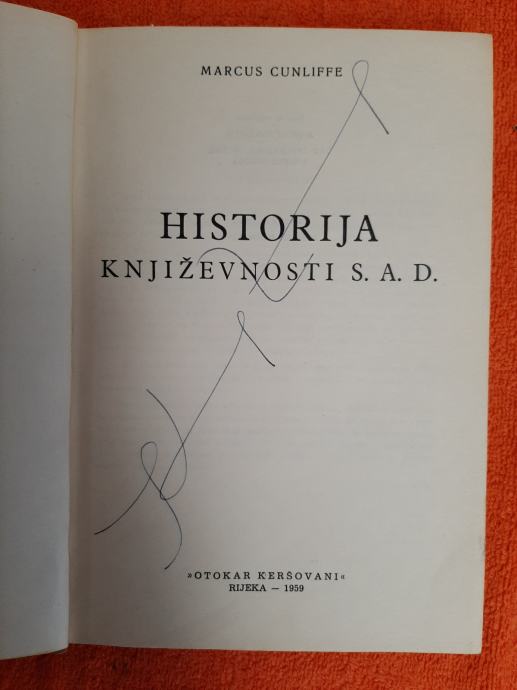 MARCUS CUNLIFFE
HISTORIJA
KNJIŽEVNOSTI S. A. D.
»OTOKAR KERŠOVANI«
RIJEKA — 1959